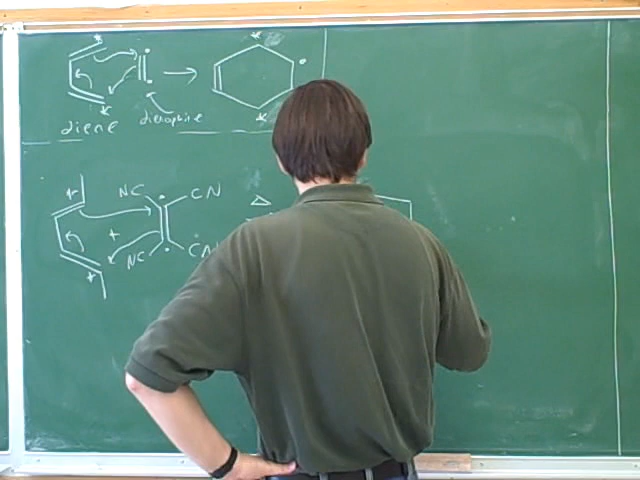 diene dienophile
NC CN
Δ
+
NC CN